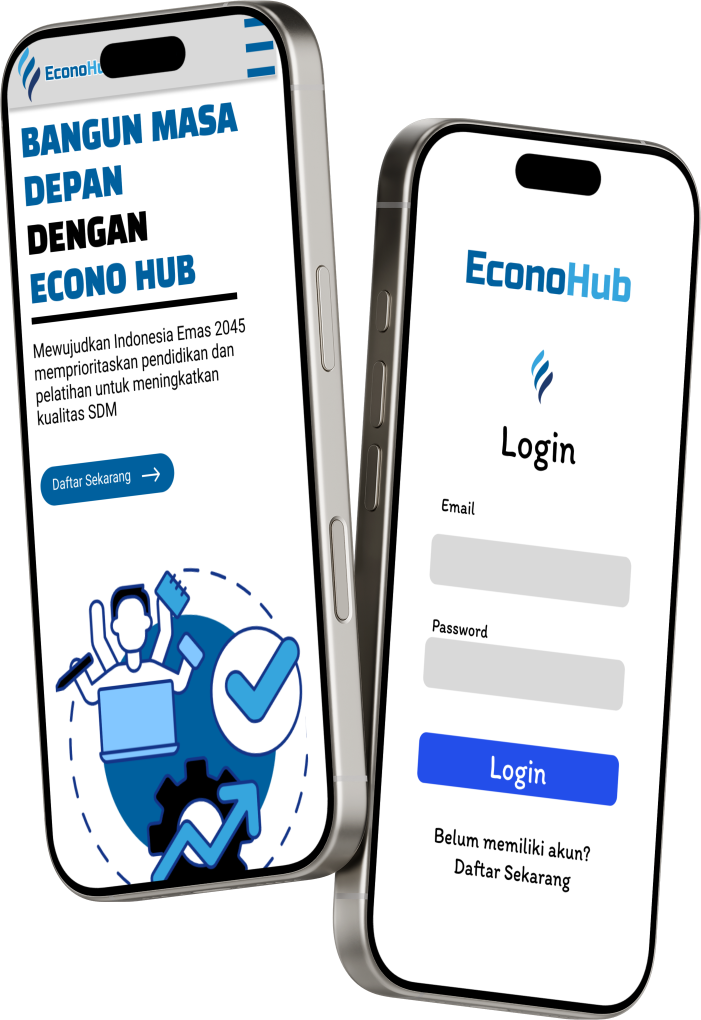 EconoHu
BANGUN MASA
DEPAN
DENGAN
ECONO HUB
Mewujudkan Indonesia Emas 2045
memprioritaskan pendidikan dan
pelatihan untuk meningkatkan
kualitas SDM
Daftar Sekarang
EconoHub
Login
Email
Password
Login
Belum memiliki akun?
Daftar Sekarang